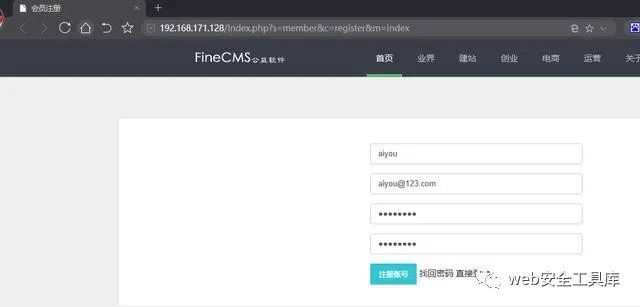 会员注册
192.168.171.128/index.php?s=member&c=register&m=index
FineCMS公益软件 首页 业界 建站 创业 电商 运营
aiyou
aiyou@123.com
●●●●●●●●
●●●●●●●●
注册账号 找回密码 直接
web安全工具库